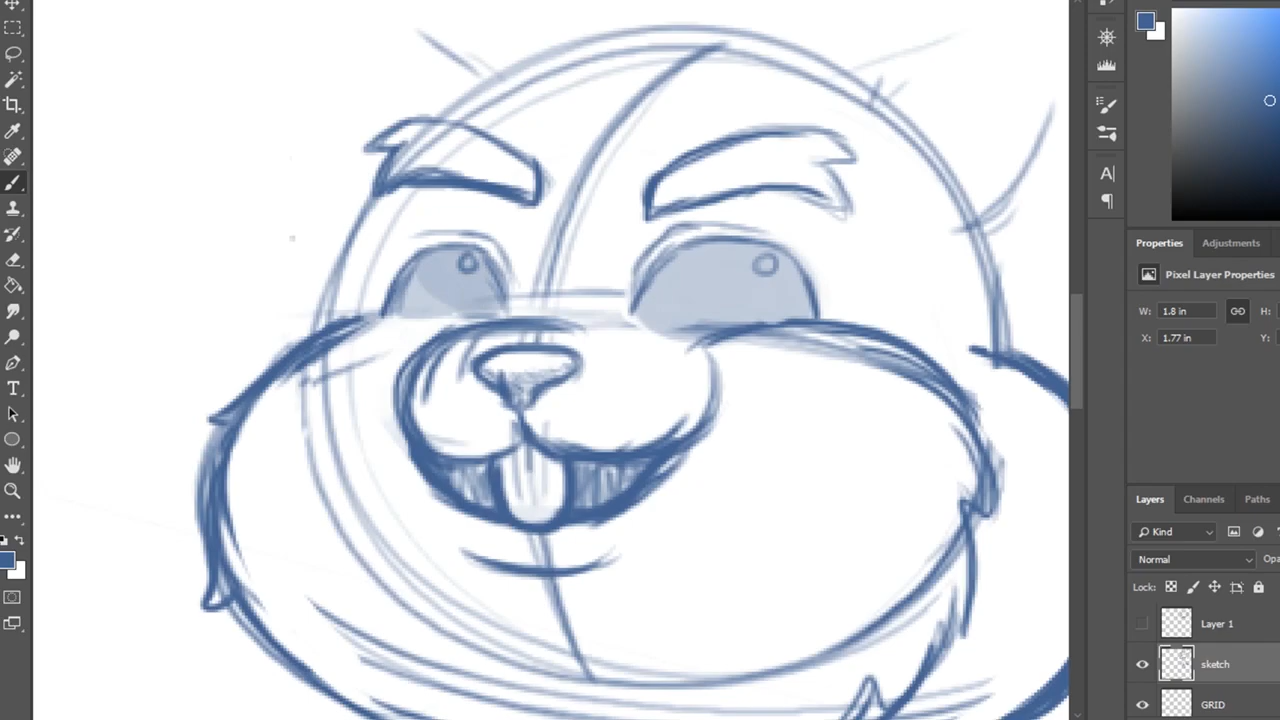 Properties Adjustments
Pixel Layer Properties
W: 1.8 in H:
X: 1.77 in Y:
Layers Channels Paths
Kind
Normal Opa
Lock:
Layer 1
sketch
GRID